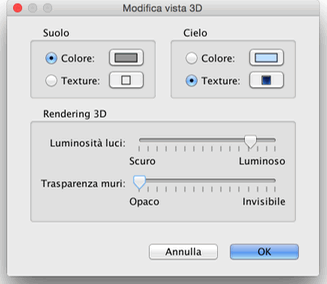 Modifica vista 3D
Suolo
Colore:
Texture:
Cielo
Colore:
Texture:
Rendering 3D
Luminosità luci:
Scuro Luminoso
Trasparenza muri:
Opaco Invisibile
Annulla OK